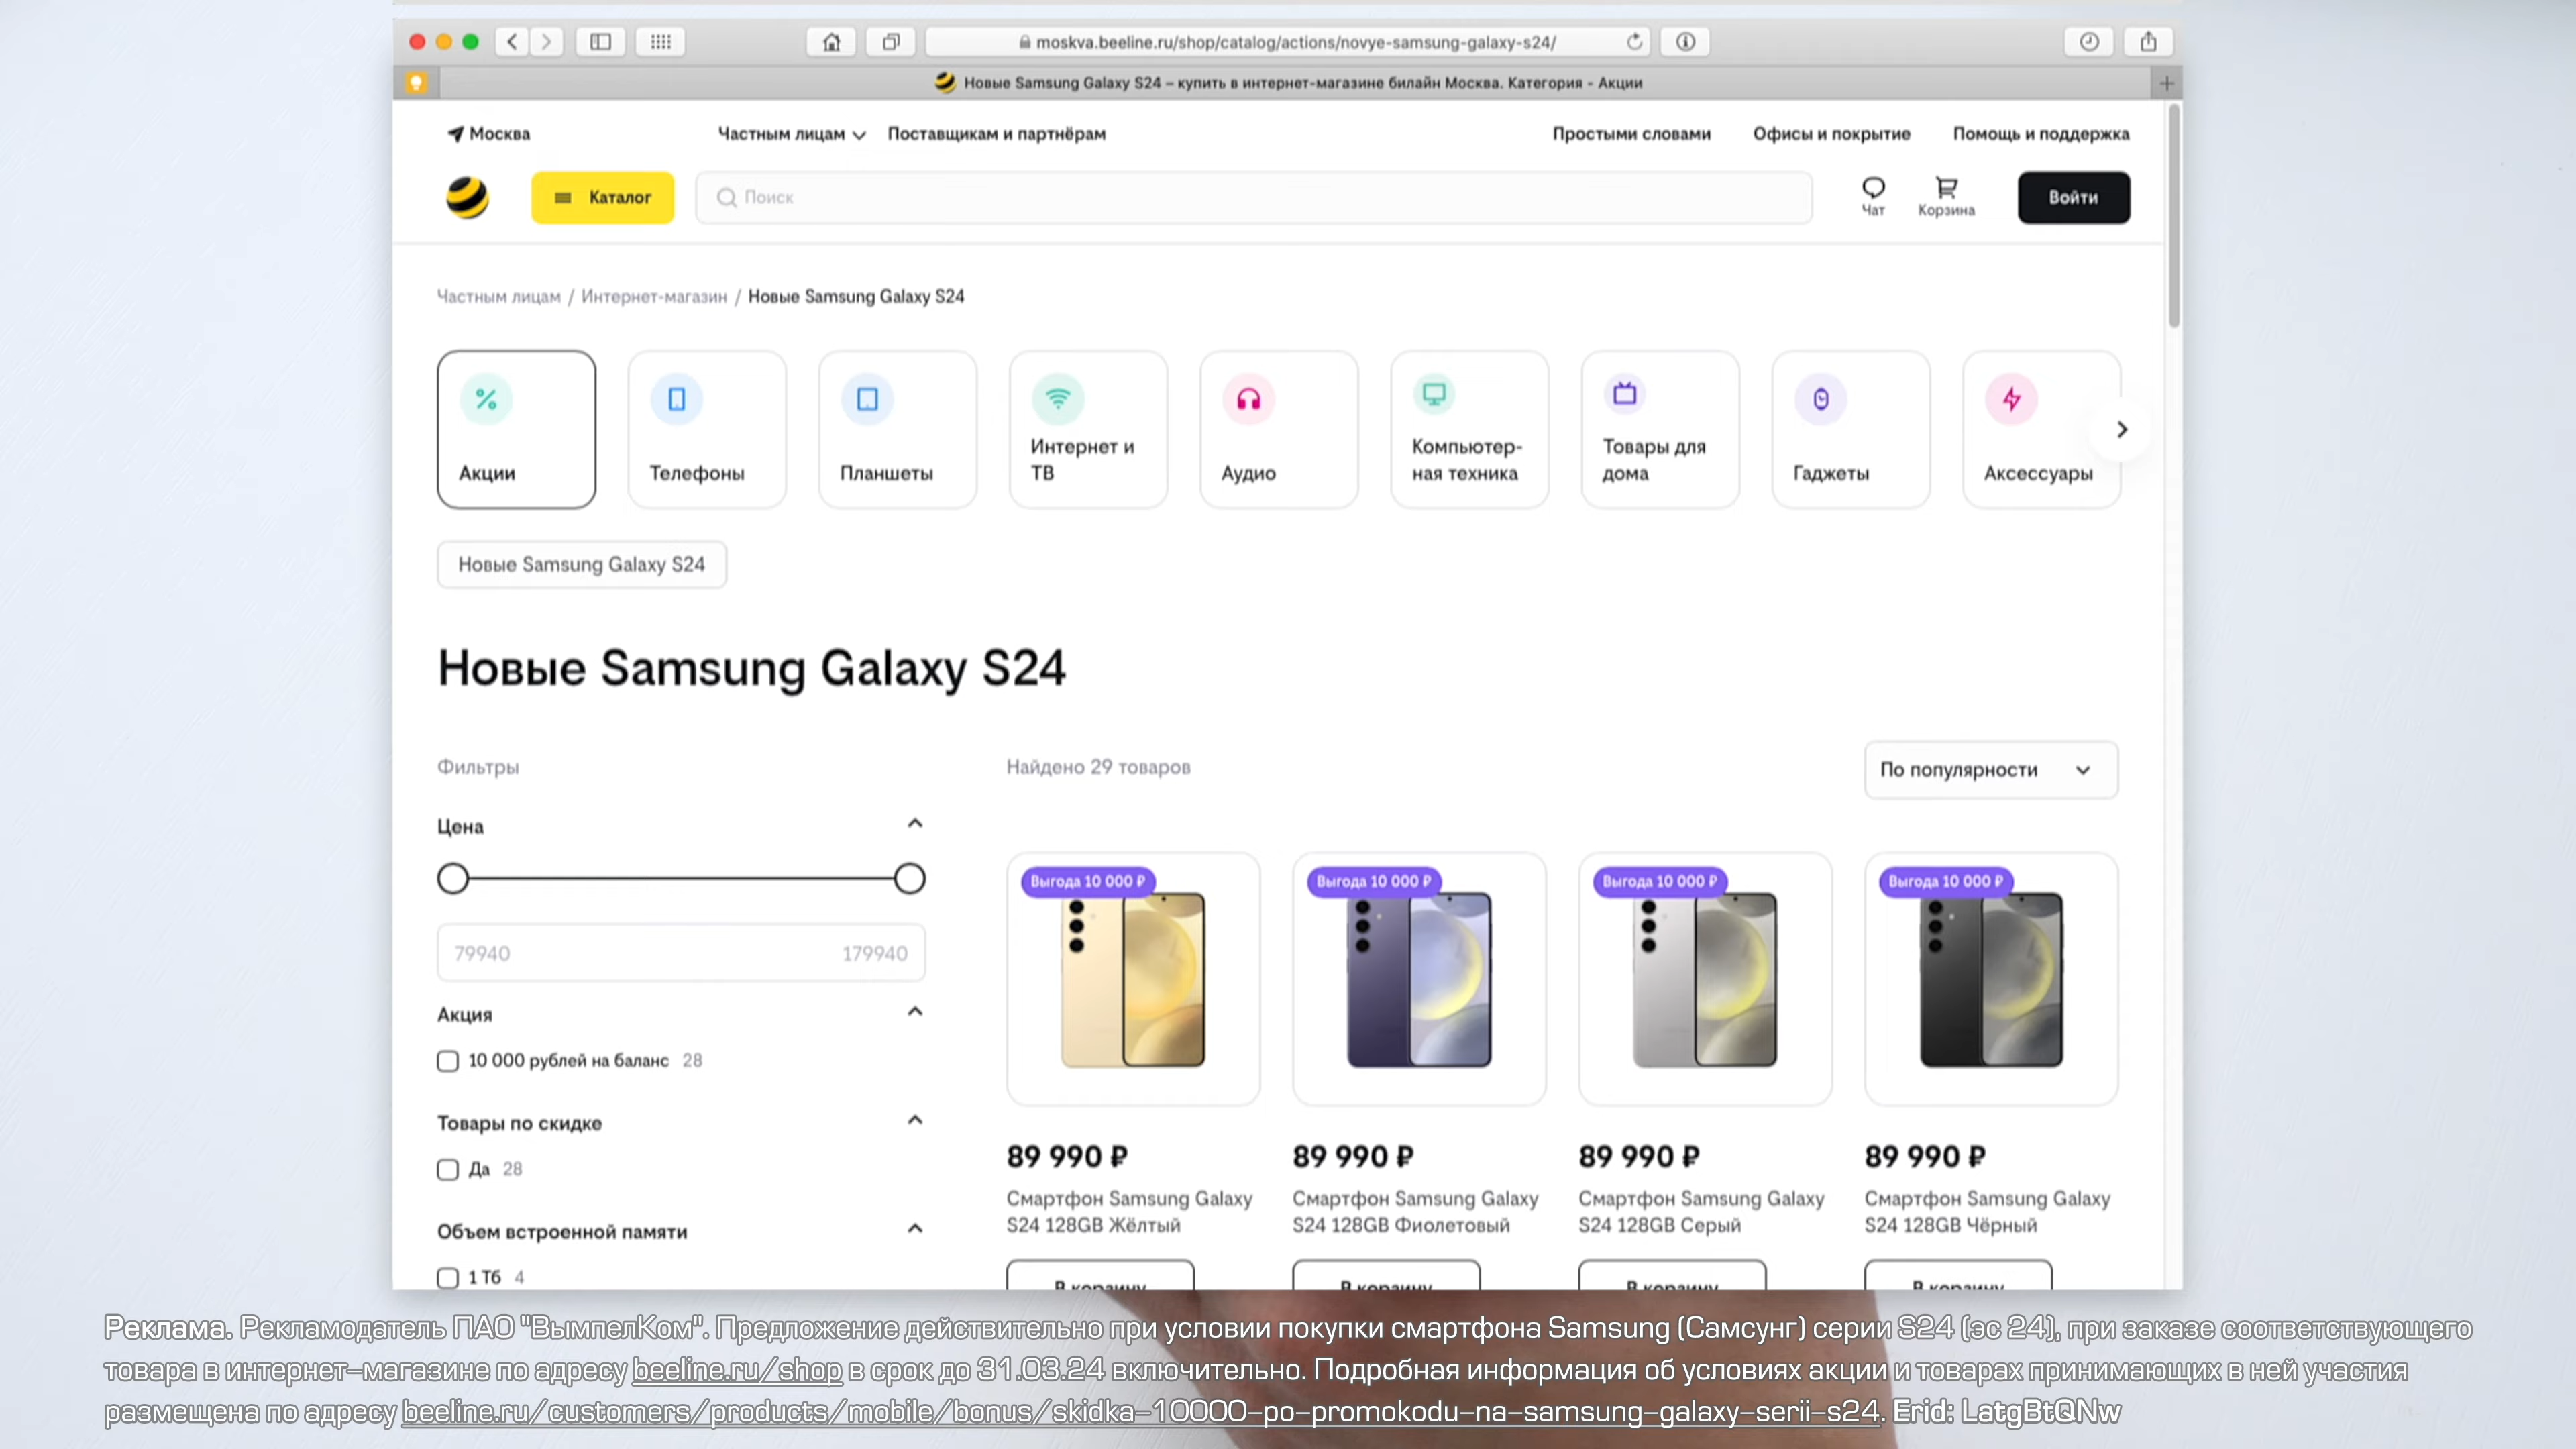 moskva.beeline.ru/shop/catalog/actions/novye-samsung-galaxy-s24/
Новые Samsung Galaxy S24 – купить в интернет-магазине билайн Москва. Категория - Акции
Москва
Частным лицам
Поставщикам и партнёрам
Простыми словами
Офисы и покрытие
Помощь и поддержка
Каталог
Поиск
Чат
Корзина
Войти
Частным лицам / Интернет-магазин / Новые Samsung Galaxy S24
Акции
Телефоны
Планшеты
Интернет и
ТВ
Аудио
Компьютер-
ная техника
Товары для
дома
Гаджеты
Аксессуары
Новые Samsung Galaxy S24
Новые Samsung Galaxy S24
Фильтры
Найдено 29 товаров
По популярности
Цена
79940
179940
Акция
10 000 рублей на баланс 28
Товары по скидке
Да 28
Объем встроенной памяти
1 Тб 4
Выгода 10 000 ₽
89 990 ₽
Смартфон Samsung Galaxy
S24 128GB Жёлтый
В корзину
Выгода 10 000 ₽
89 990 ₽
Смартфон Samsung Galaxy
S24 128GB Фиолетовый
В корзину
Выгода 10 000 ₽
89 990 ₽
Смартфон Samsung Galaxy
S24 128GB Серый
В корзину
Выгода 10 000 ₽
89 990 ₽
Смартфон Samsung Galaxy
S24 128GB Чёрный
В корзину
Реклама. Рекламодатель ПАО "ВымпелКом". Предложение действительно при условии покупки смартфона Samsung (Самсунг) серии S24 (эс 24), при заказе соответствующего
товара в интернет-магазине по адресу beeline.ru/shop в срок до 31.03.24 включительно. Подробная информация об условиях акции и товарах принимающих в ней участия
размещена по адресу beeline.ru/customers/products/mobile/bonus/skidka-10000-po-promokodu-na-samsung-galaxy-serii-s24. Erid: LatgBtQNw